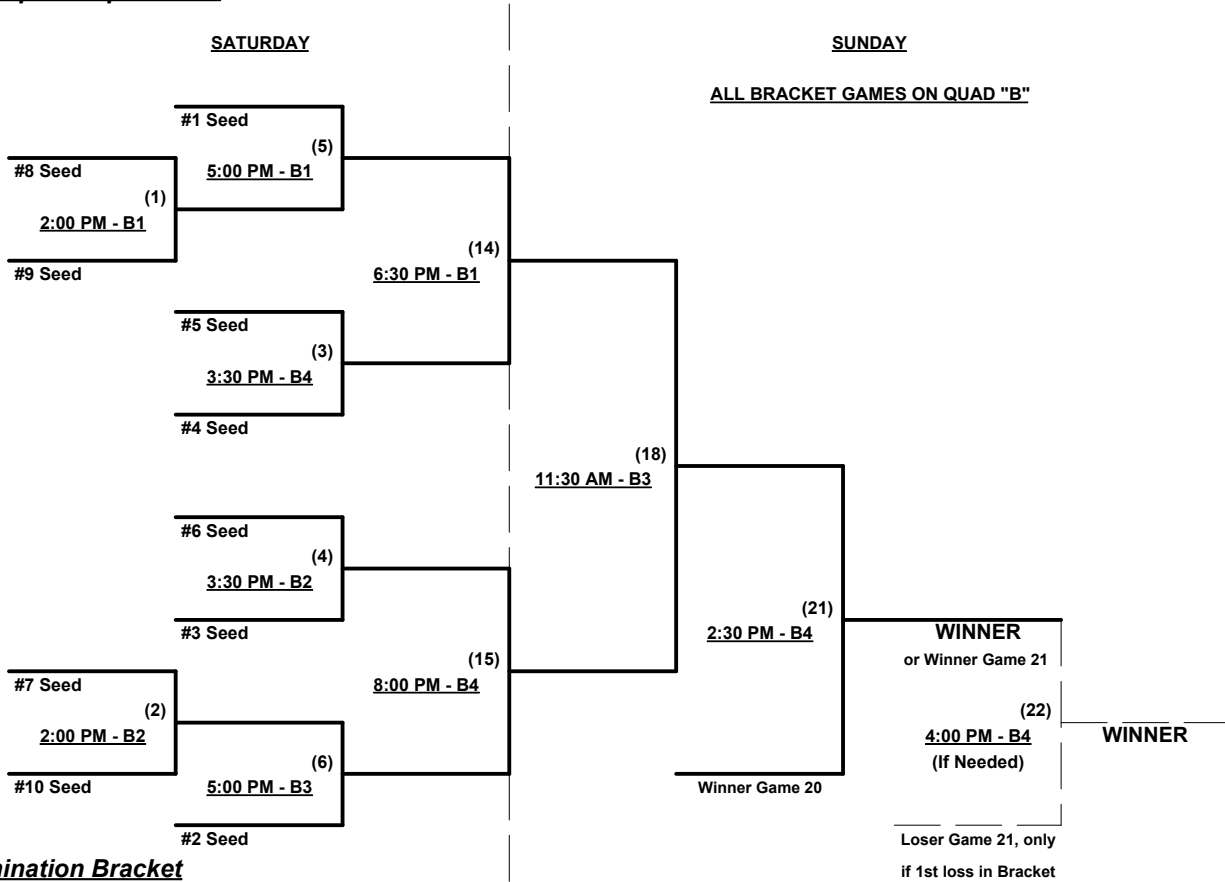 SATURDAY
SUNDAY
ALL BRACKET GAMES ON QUAD "B"
#1 Seed
(5)
5:00 PM - B1
#8 Seed
(1)
2:00 PM - B1
#9 Seed
(14)
6:30 PM - B1
#5 Seed
(3)
3:30 PM - B4
#4 Seed
(18)
11:30 AM - B3
#6 Seed
(4)
3:30 PM - B2
#3 Seed
(15)
8:00 PM - B4
#7 Seed
(2)
2:00 PM - B2
#10 Seed
(6)
5:00 PM - B3
#2 Seed
(21)
2:30 PM - B4
Winner Game 20
WINNER
or Winner Game 21
(22)
4:00 PM - B4
(If Needed)
WINNER
Loser Game 21, only
if 1st loss in Bracket
Bracket